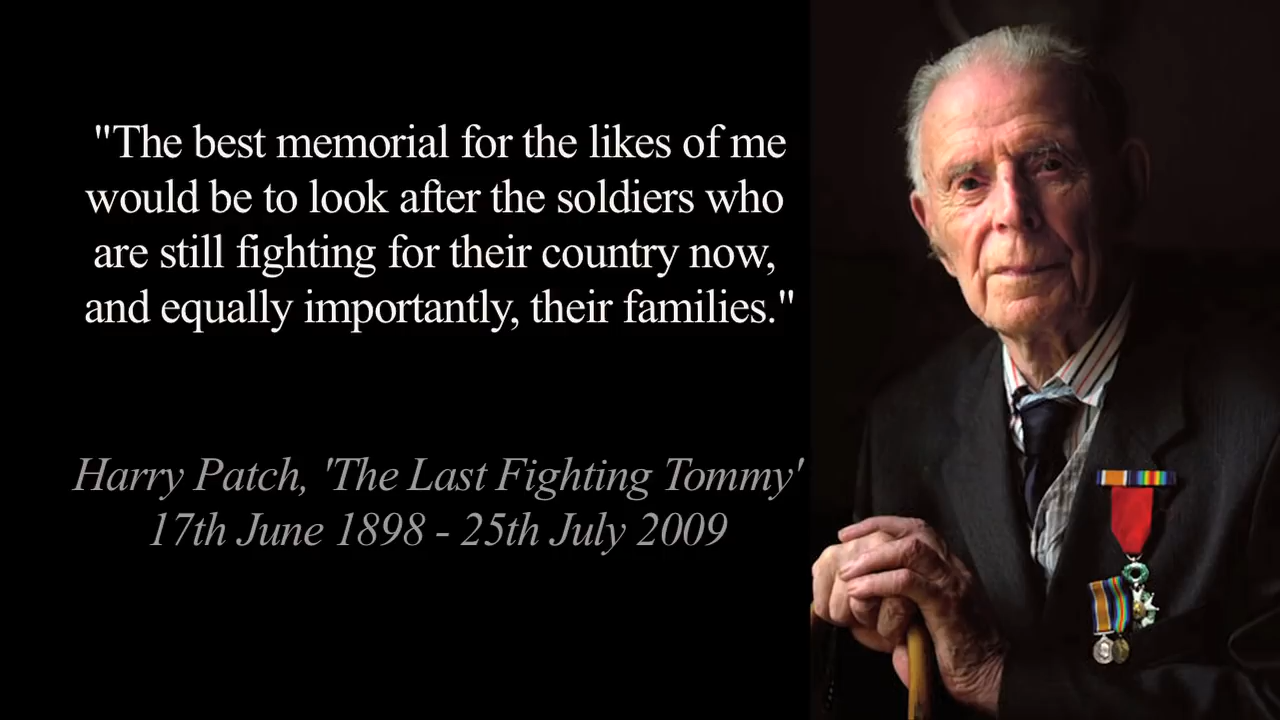 "The best memorial for the likes of me
would be to look after the soldiers who
are still fighting for their country now,
and equally importantly, their families."
Harry Patch, 'The Last Fighting Tommy'
17th June 1898 - 25th July 2009